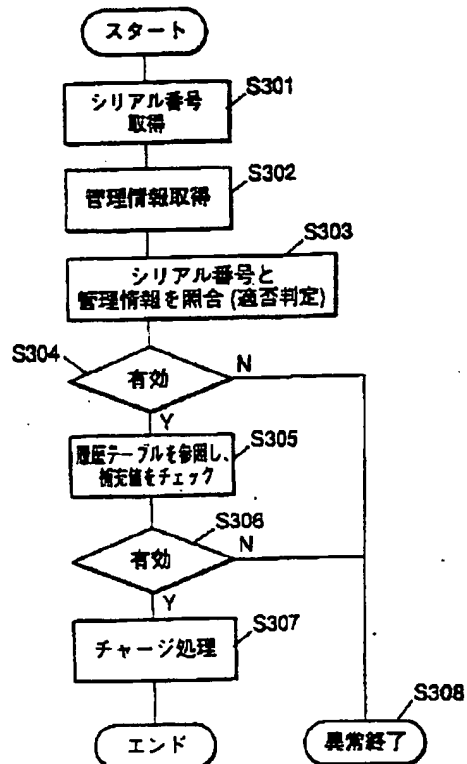 スタート
S301
シリアル番号
取得
S302
管理情報取得
S303
シリアル番号と
管理情報を照合 (適否判定)
S304
有効
N
Y
S305
履歴テーブルを参照し、
補充値をチェック
S306
有効
N
Y
S307
チャージ処理
S308
エンド
異常終了